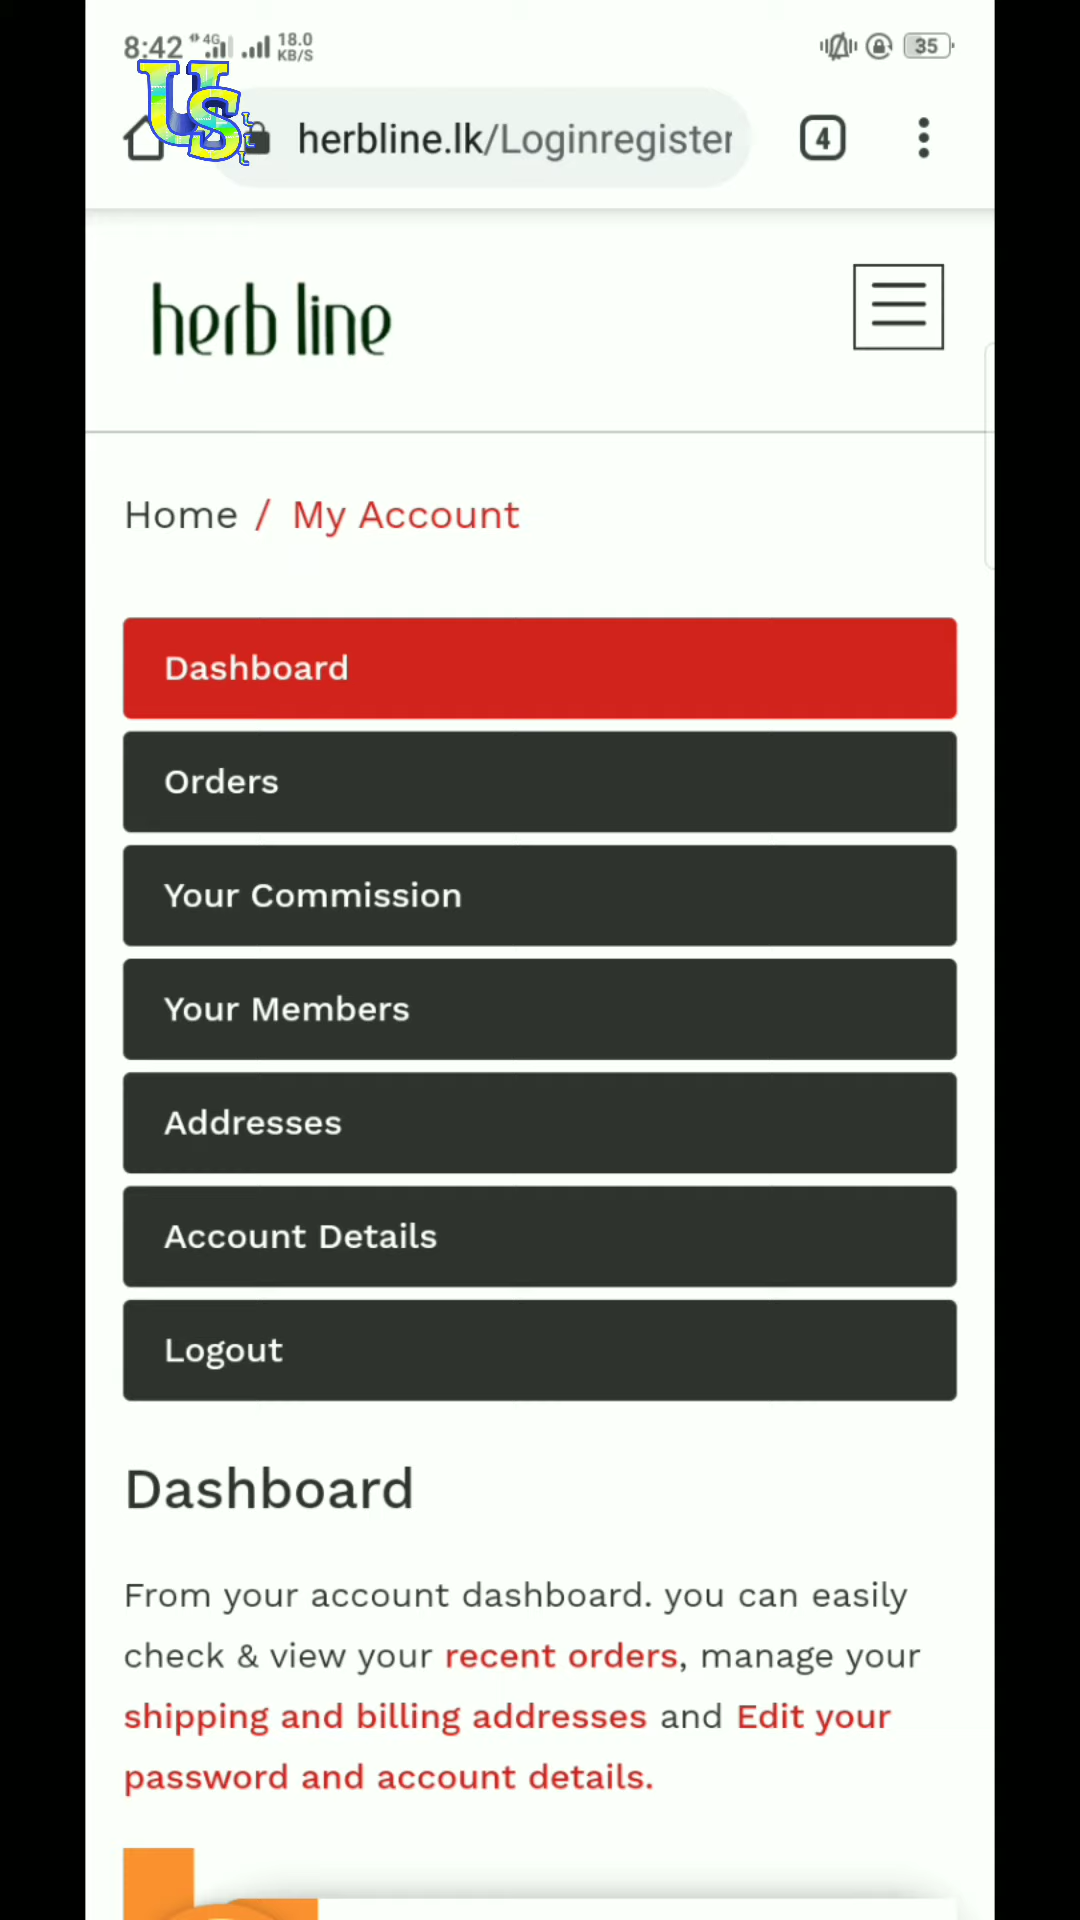 8:42 4G 18.0 KB/S 35
US
herbline.lk/Loginregister 4
herb line
Home / My Account
Dashboard
Orders
Your Commission
Your Members
Addresses
Account Details
Logout
Dashboard
From your account dashboard. you can easily
check & view your recent orders, manage your
shipping and billing addresses and Edit your
password and account details.